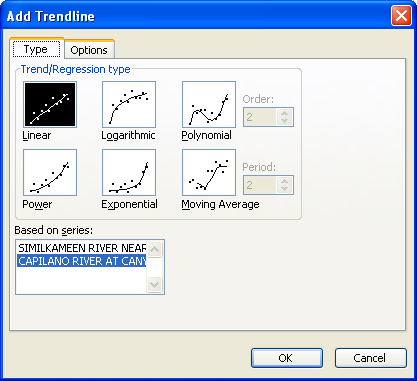 Add Trendline
Type
Options
Trend/Regression type
Order:
2
Linear
Logarithmic
Polynomial
Period:
2
Power
Exponential
Moving Average
Based on series:
SIMILKAMEEN RIVER NEAR
CAPILANO RIVER AT CANY
OK
Cancel